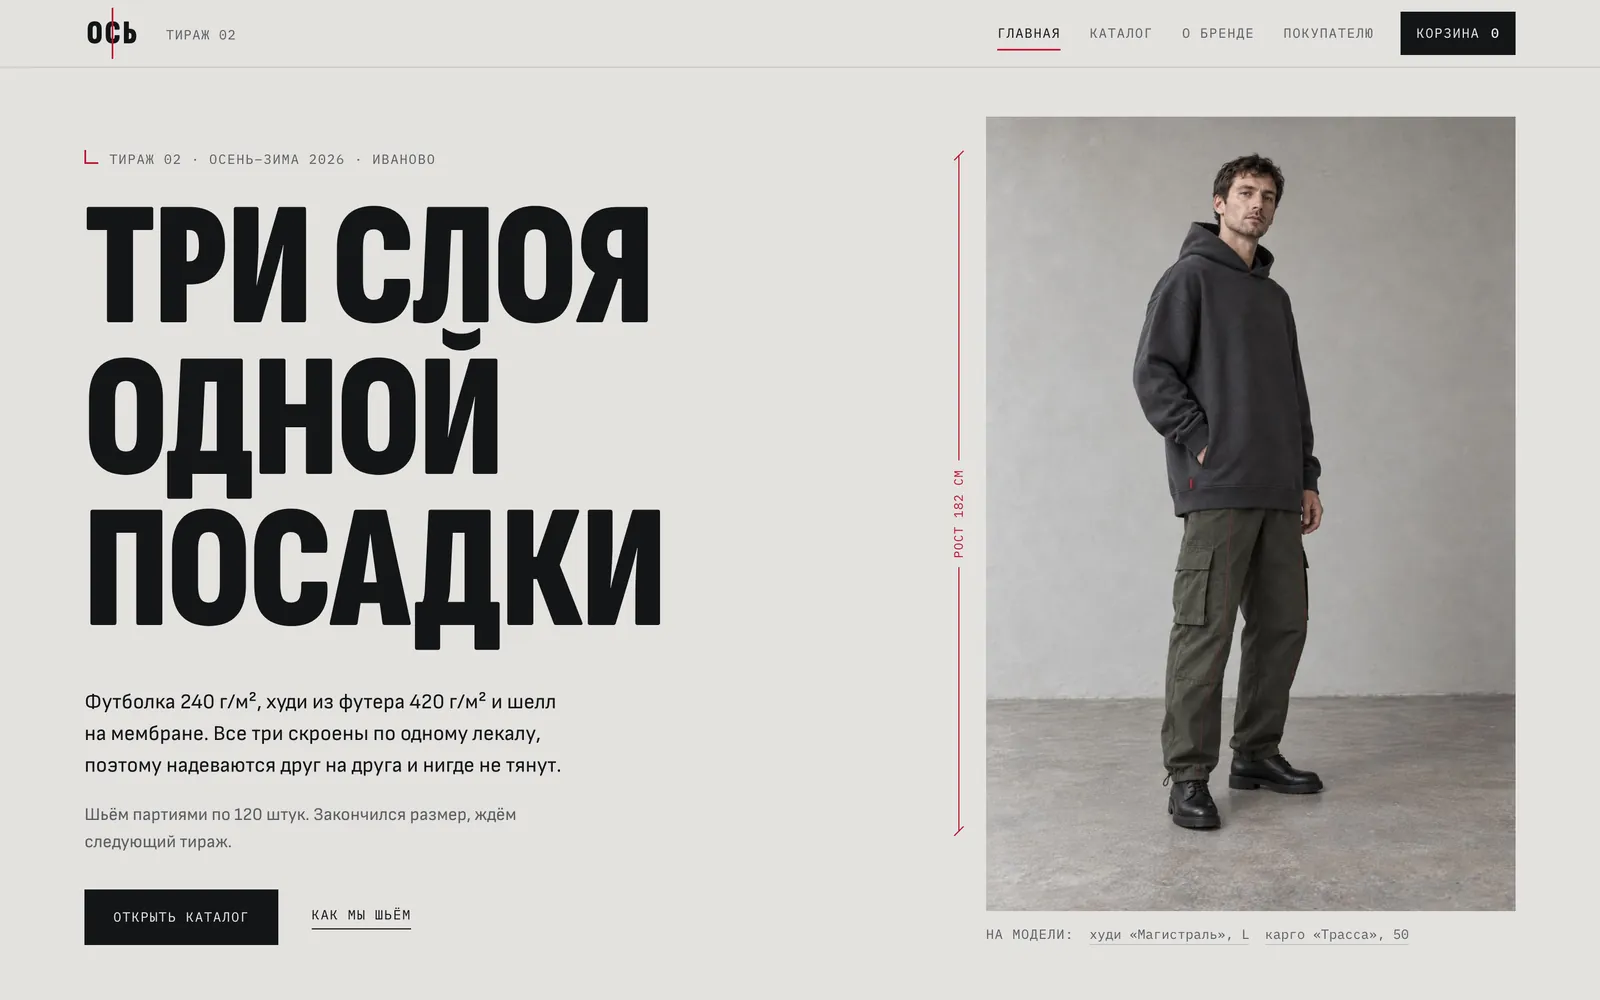 ОСЬ
ТИРАЖ 02
ГЛАВНАЯ
КАТАЛОГ
О БРЕНДЕ
ПОКУПАТЕЛЮ
КОРЗИНА 0
ТИРАЖ 02 · ОСЕНЬ–ЗИМА 2026 · ИВАНОВО
ТРИ СЛОЯ
ОДНОЙ
ПОСАДКИ
Футболка 240 г/м², худи из футера 420 г/м² и шелл
на мембране. Все три скроены по одному лекалу,
поэтому надеваются друг на друга и нигде не тянут.
Шьём партиями по 120 штук. Закончился размер, ждём
следующий тираж.
ОТКРЫТЬ КАТАЛОГ
КАК МЫ ШЬЁМ
РОСТ 182 СМ
НА МОДЕЛИ: худи «Магистраль», L карго «Трасса», 50